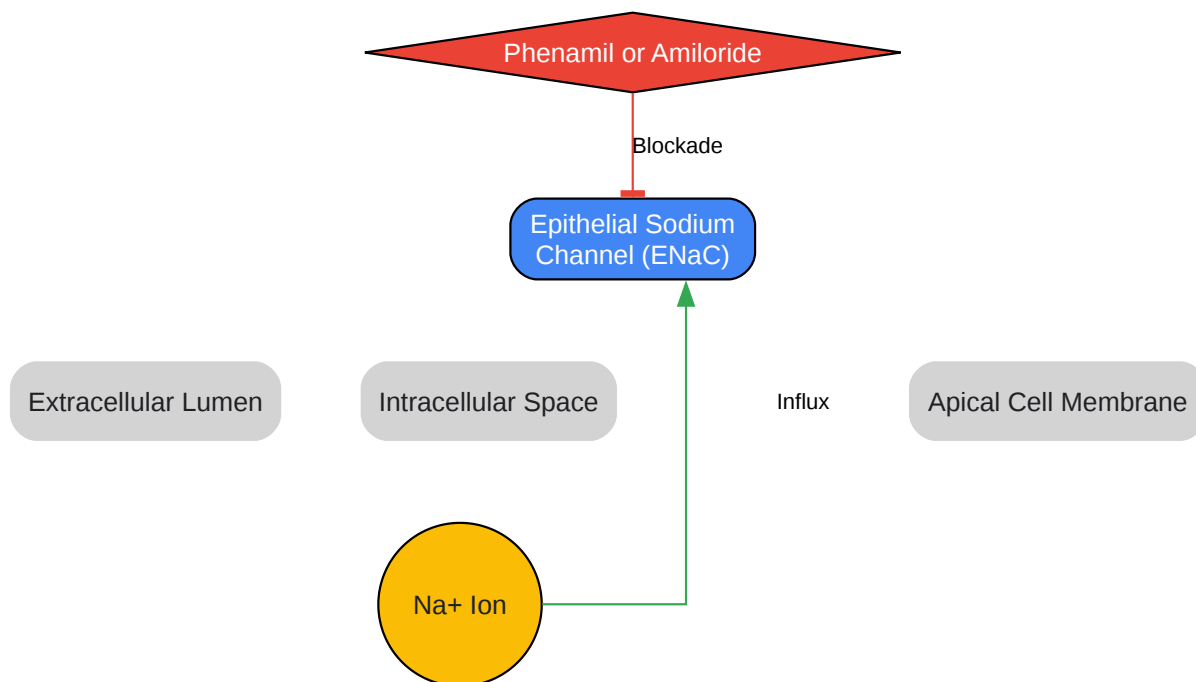 Phenamil or Amiloride
Blockade
Epithelial Sodium
Channel (ENaC)
Extracellular Lumen
Intracellular Space
Influx
Apical Cell Membrane
Na+ Ion